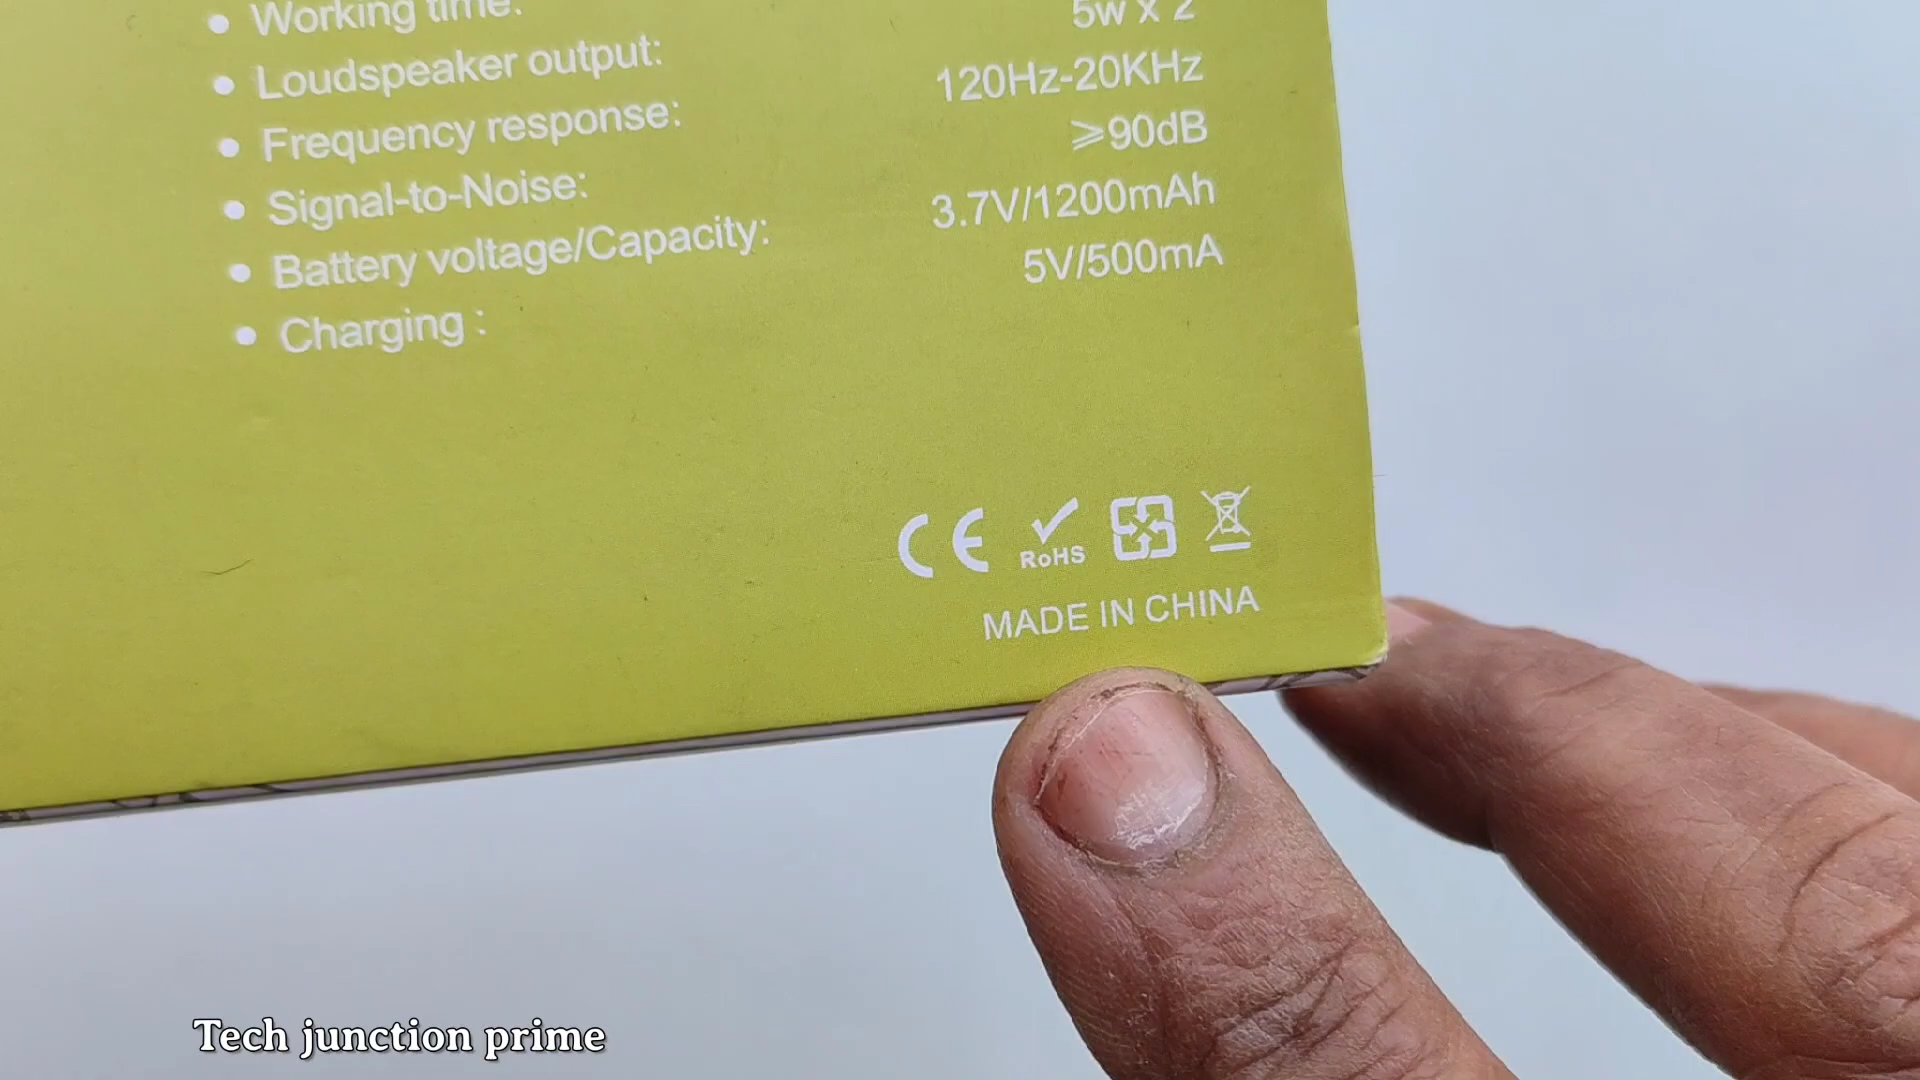 Working time:
Loudspeaker output: 5w x 2
Frequency response: 120Hz-20KHz
Signal-to-Noise: ⩾90dB
Battery voltage/Capacity: 3.7V/1200mAh
Charging : 5V/500mA
CE RoHS
MADE IN CHINA
Tech junction prime